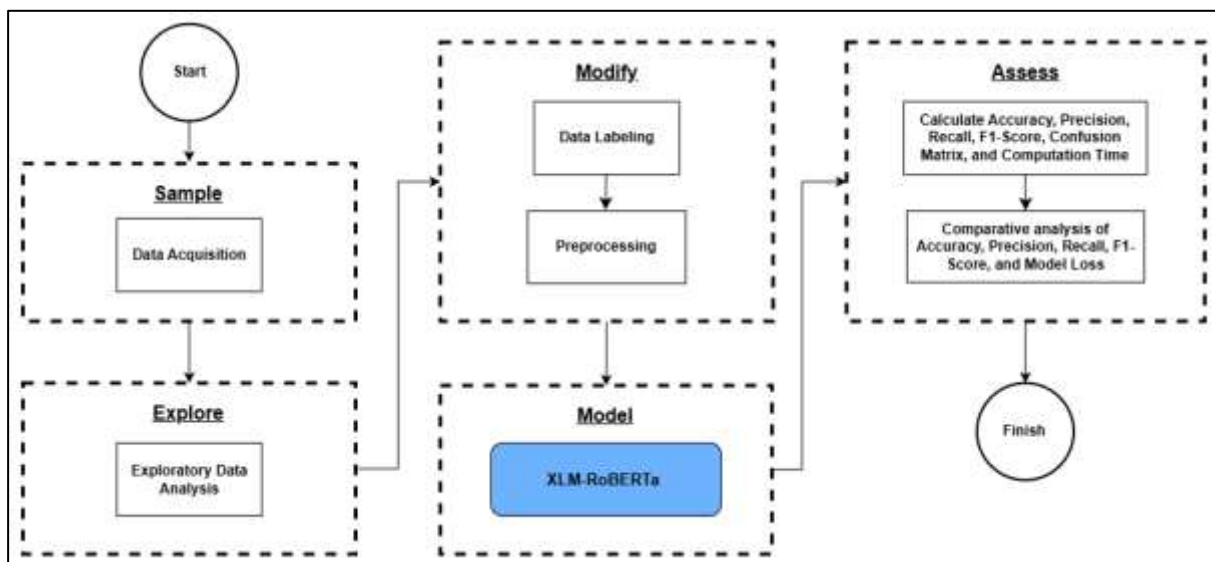 Start
Sample
Data Acquisition
Explore
Exploratory Data
Analysis
Modify
Data Labeling
Preprocessing
Model
XLM-RoBERTa
Assess
Calculate Accuracy, Precision,
Recall, F1-Score, Confusion
Matrix, and Computation Time
Comparative analysis of
Accuracy, Precision, Recall, F1-
Score, and Model Loss
Finish